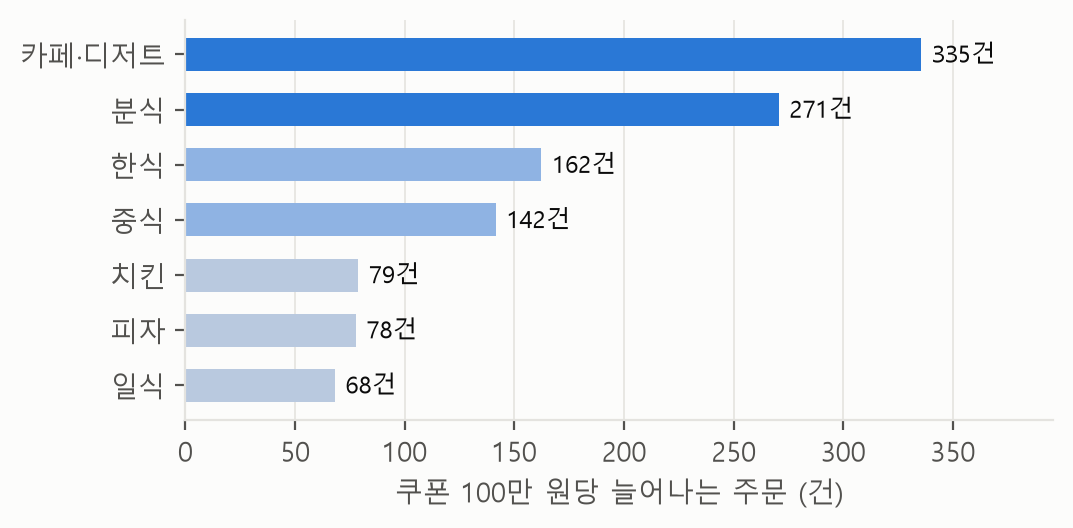 카페·디저트 335건
분식 271건
한식 162건
중식 142건
치킨 79건
피자 78건
일식 68건
0 50 100 150 200 250 300 350
쿠폰 100만 원당 늘어나는 주문 (건)